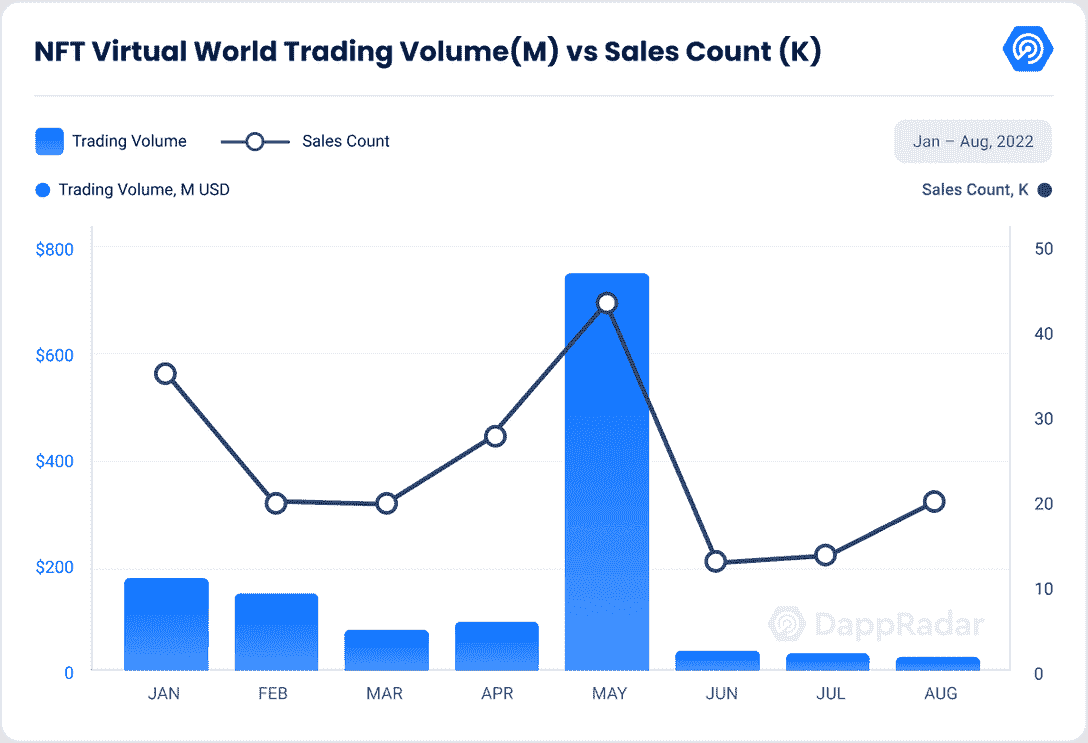 NFT Virtual World Trading Volume(M) vs Sales Count (K)
Trading Volume
Sales Count
Jan – Aug, 2022
Trading Volume, M USD
Sales Count, K
$800
50
$600
40
$400
30
$200
20
0
10
0
DappRadar
JAN FEB MAR APR MAY JUN JUL AUG